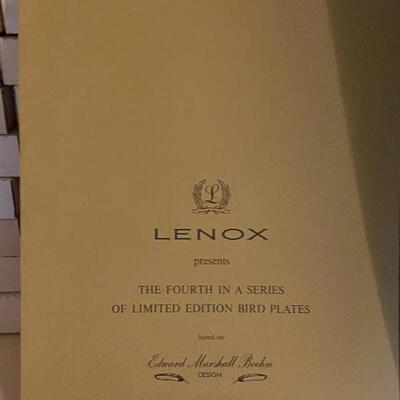 L
LENOX
presents
THE FOURTH IN A SERIES
OF LIMITED EDITION BIRD PLATES
based on
Edward Marshall Boehm
DESIGN